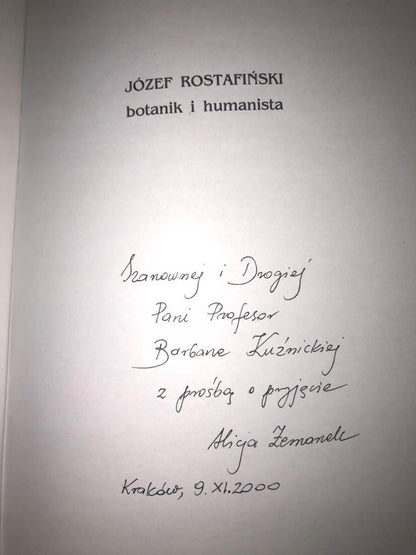 JÓZEF ROSTAFIŃSKI
botanik i humanista
Szanownej i Drogiej
Pani Profesor
Barbarze Kuźnickiej
z prośbą o przyjęcie
Alicja Zemanek
Kraków, 9.XI.2000